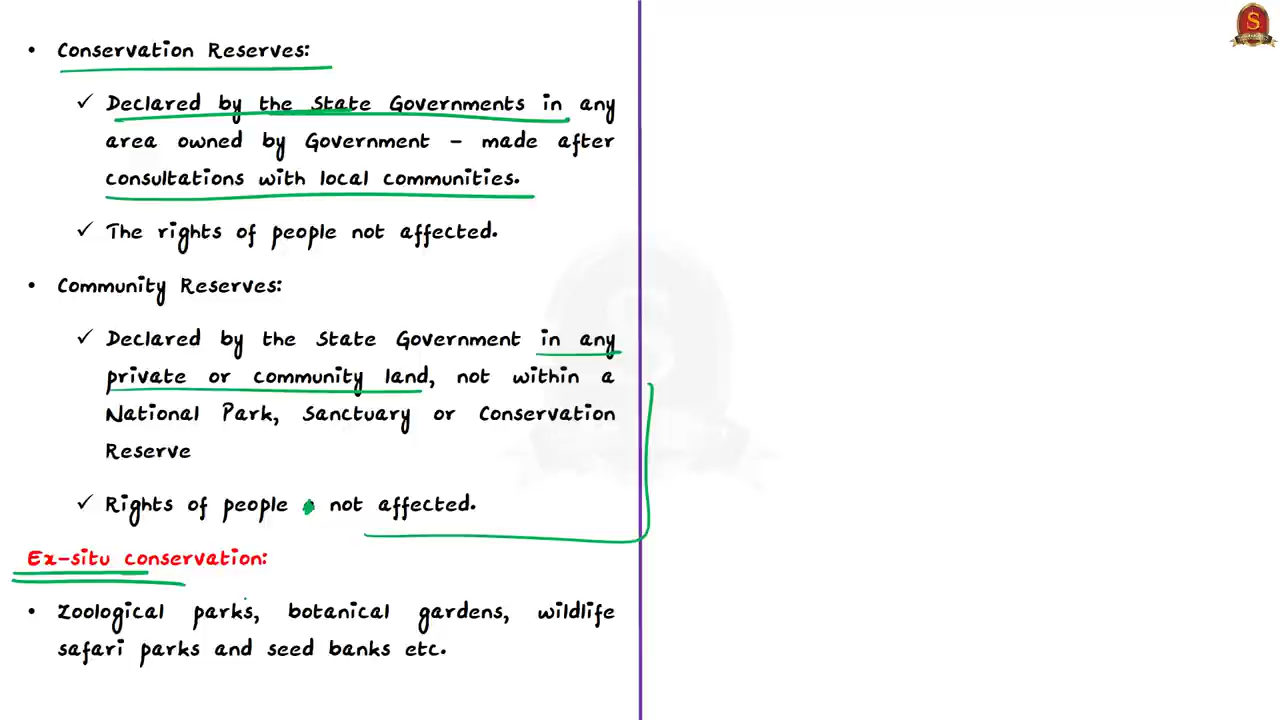 • Conservation Reserves:
✓ Declared by the State Governments in any
area owned by Government – made after
consultations with local communities.
✓ The rights of people not affected.
• Community Reserves:
✓ Declared by the State Government in any
private or community land, not within a
National Park, Sanctuary or Conservation
Reserve
✓ Rights of people not affected.
Ex-situ conservation:
• Zoological parks, botanical gardens, wildlife
safari parks and seed banks etc.
S
S